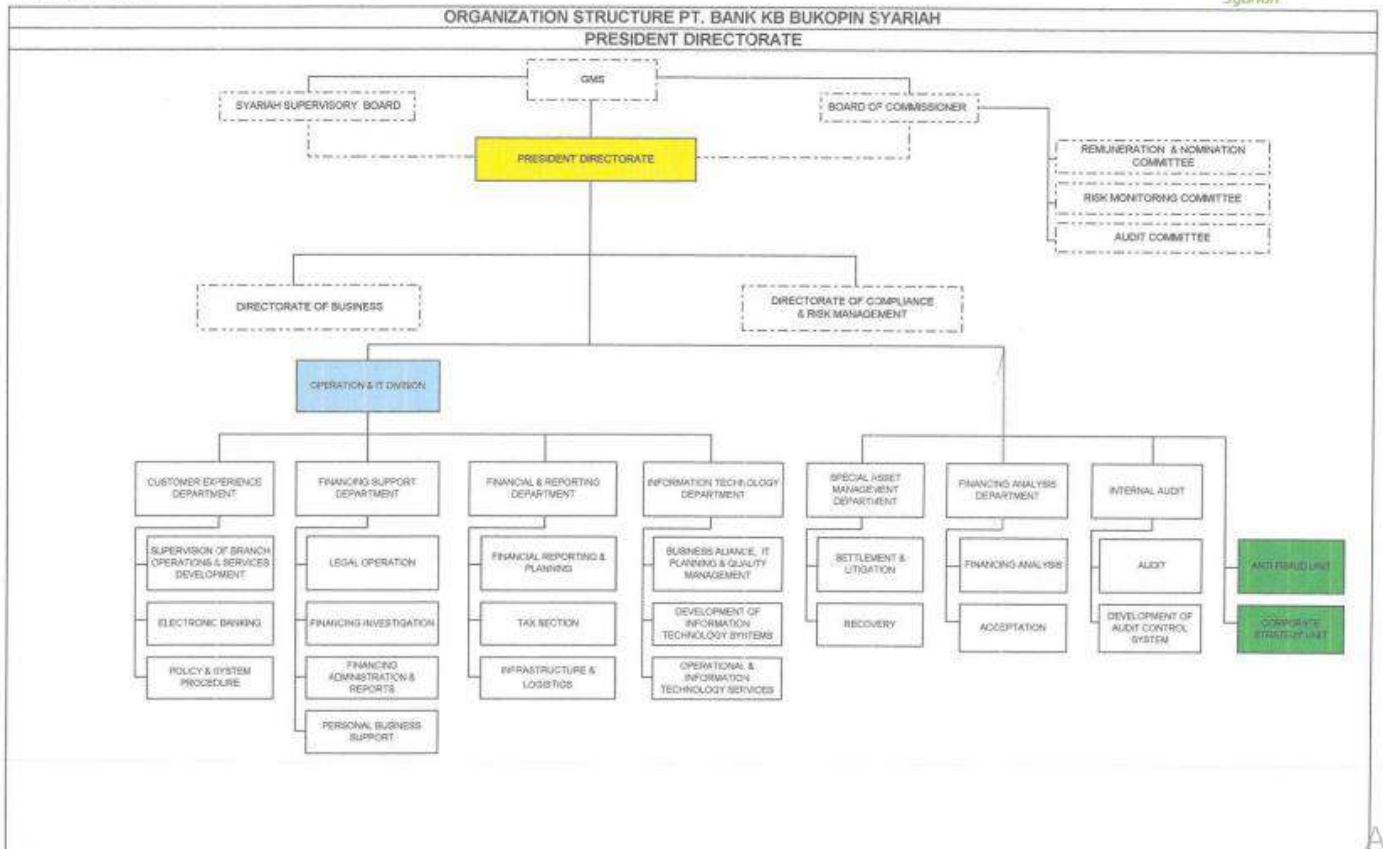 Syariah
ORGANIZATION STRUCTURE PT. BANK KB BUKOPIN SYARIAH
PRESIDENT DIRECTORATE
GMS
SYARIAH SUPERVISORY BOARD
BOARD OF COMMISSIONER
PRESIDENT DIRECTORATE
REMUNERATION & NOMINATION
COMMITTEE
RISK MONITORING COMMITTEE
AUDIT COMMITTEE
DIRECTORATE OF BUSINESS
DIRECTORATE OF COMPLIANCE
& RISK MANAGEMENT
OPERATION & IT DIVISION
CUSTOMER EXPERIENCE
DEPARTMENT
SUPERVISION OF BRANCH
OPERATIONS & SERVICES
DEVELOPMENT
ELECTRONIC BANKING
POLICY & SYSTEM
PROCEDURE
FINANCING SUPPORT
DEPARTMENT
LEGAL OPERATION
FINANCING INVESTIGATION
FINANCING
ADMINISTRATION &
REPORTS
PERSONAL BUSINESS
SUPPORT
FINANCIAL & REPORTING
DEPARTMENT
FINANCIAL REPORTING &
PLANNING
TAX SECTION
INFRASTRUCTURE &
LOGISTICS
INFORMATION TECHNOLOGY
DEPARTMENT
BUSINESS ALIANCE, IT
PLANNING & QUALITY
MANAGEMENT
DEVELOPMENT OF
INFORMATION
TECHNOLOGY SYSTEMS
OPERATIONAL &
INFORMATION
TECHNOLOGY SERVICES
SPECIAL ASSET
MANAGEMENT
DEPARTMENT
SETTLEMENT &
LITIGATION
RECOVERY
FINANCING ANALYSIS
DEPARTMENT
FINANCING ANALYSIS
ACCEPTATION
INTERNAL AUDIT
AUDIT
DEVELOPMENT OF
AUDIT CONTROL
SYSTEM
ANTI FRAUD UNIT
CORPORATE
STRATEGY UNIT